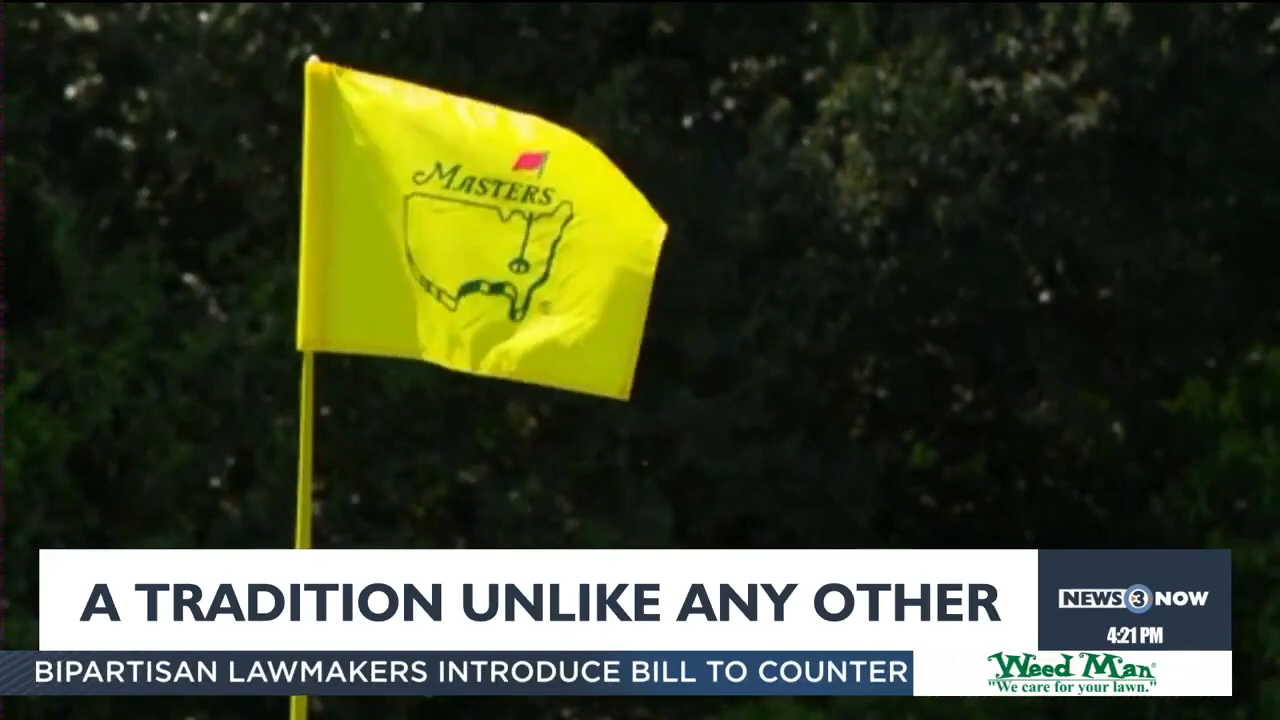 MASTERS
A TRADITION UNLIKE ANY OTHER
NEWS 3 NOW
4:21 PM
BIPARTISAN LAWMAKERS INTRODUCE BILL TO COUNTER
Weed Man
"We care for your lawn."